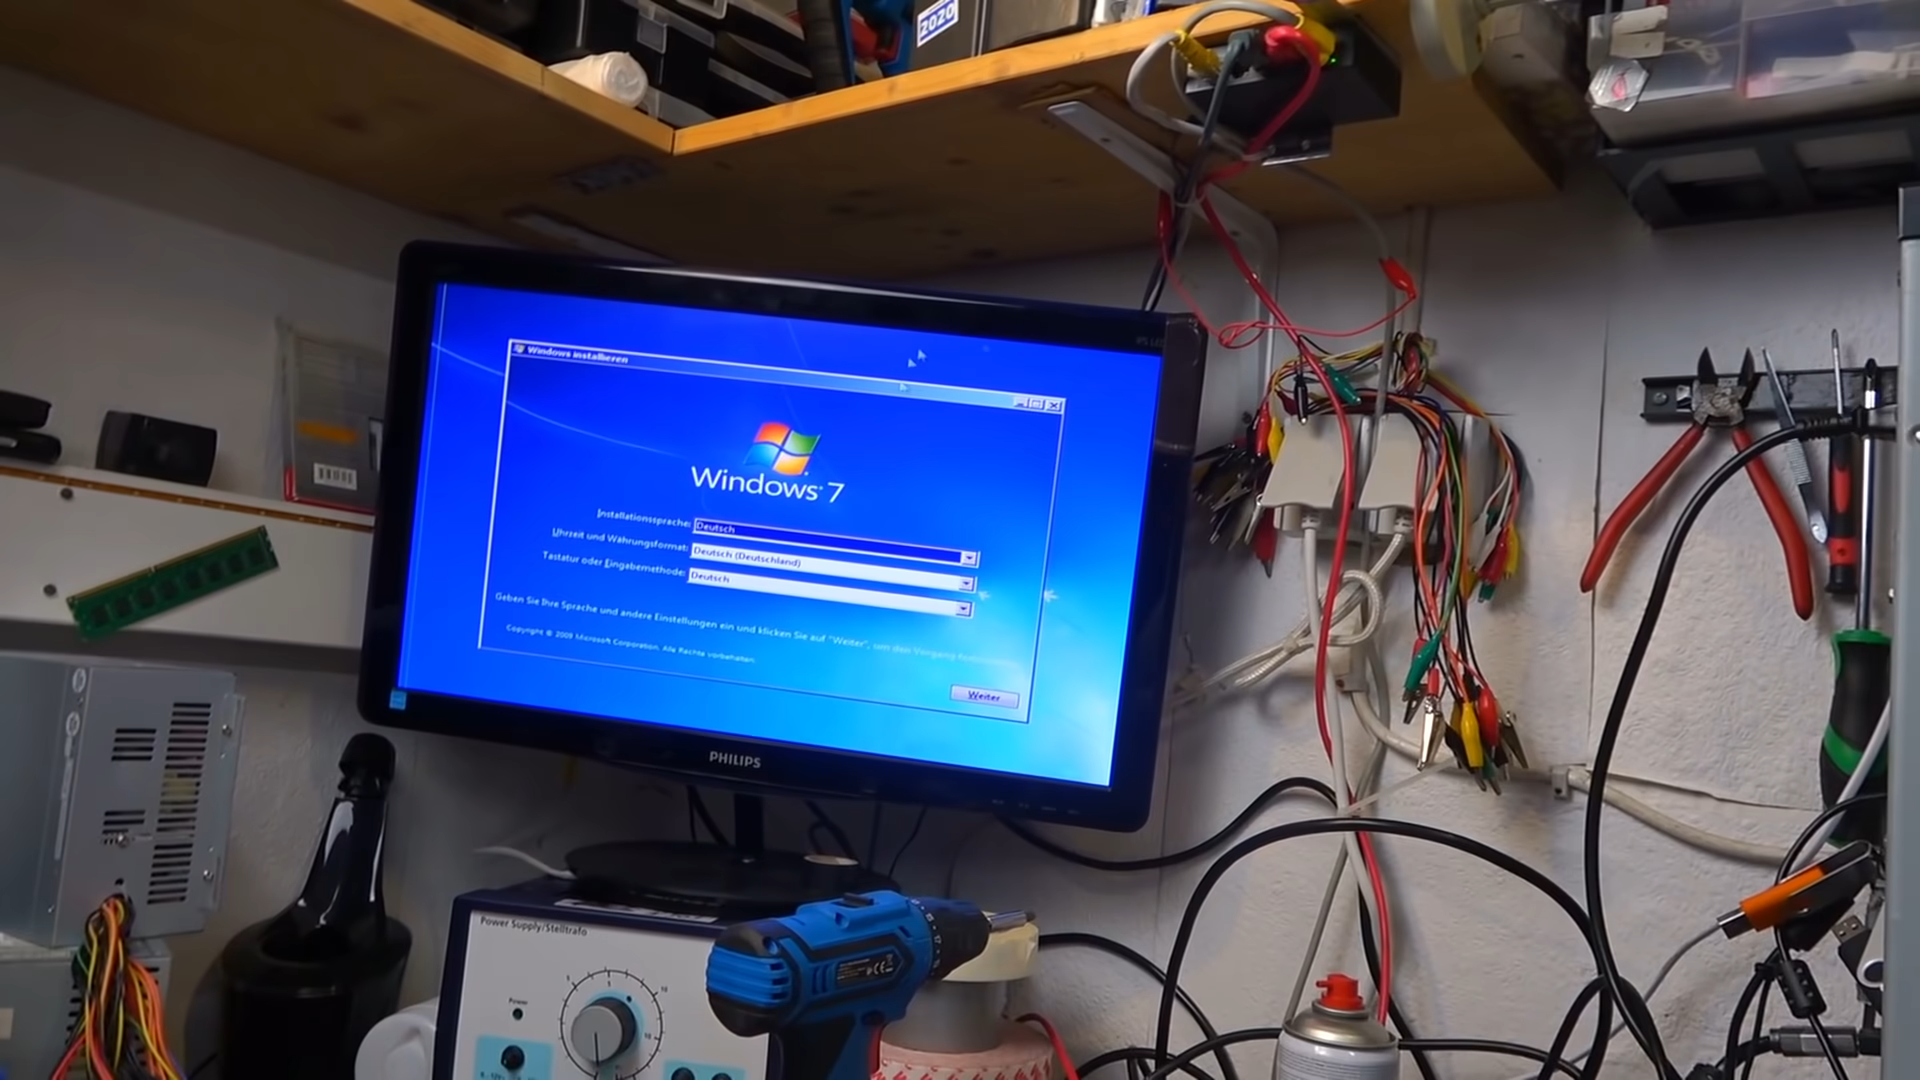 2020
Windows installieren
Windows 7
Installationssprache: Deutsch
Uhrzeit und Währungsformat: Deutsch (Deutschland)
Tastatur oder Eingabemethode: Deutsch
Geben Sie Ihre Sprache und andere Einstellungen ein und klicken Sie auf "Weiter", um den Vorgang
Copyright © 2009 Microsoft Corporation. Alle Rechte vorbehalten.
Weiter
PHILIPS
Power Supply/Stelltrafo
Power